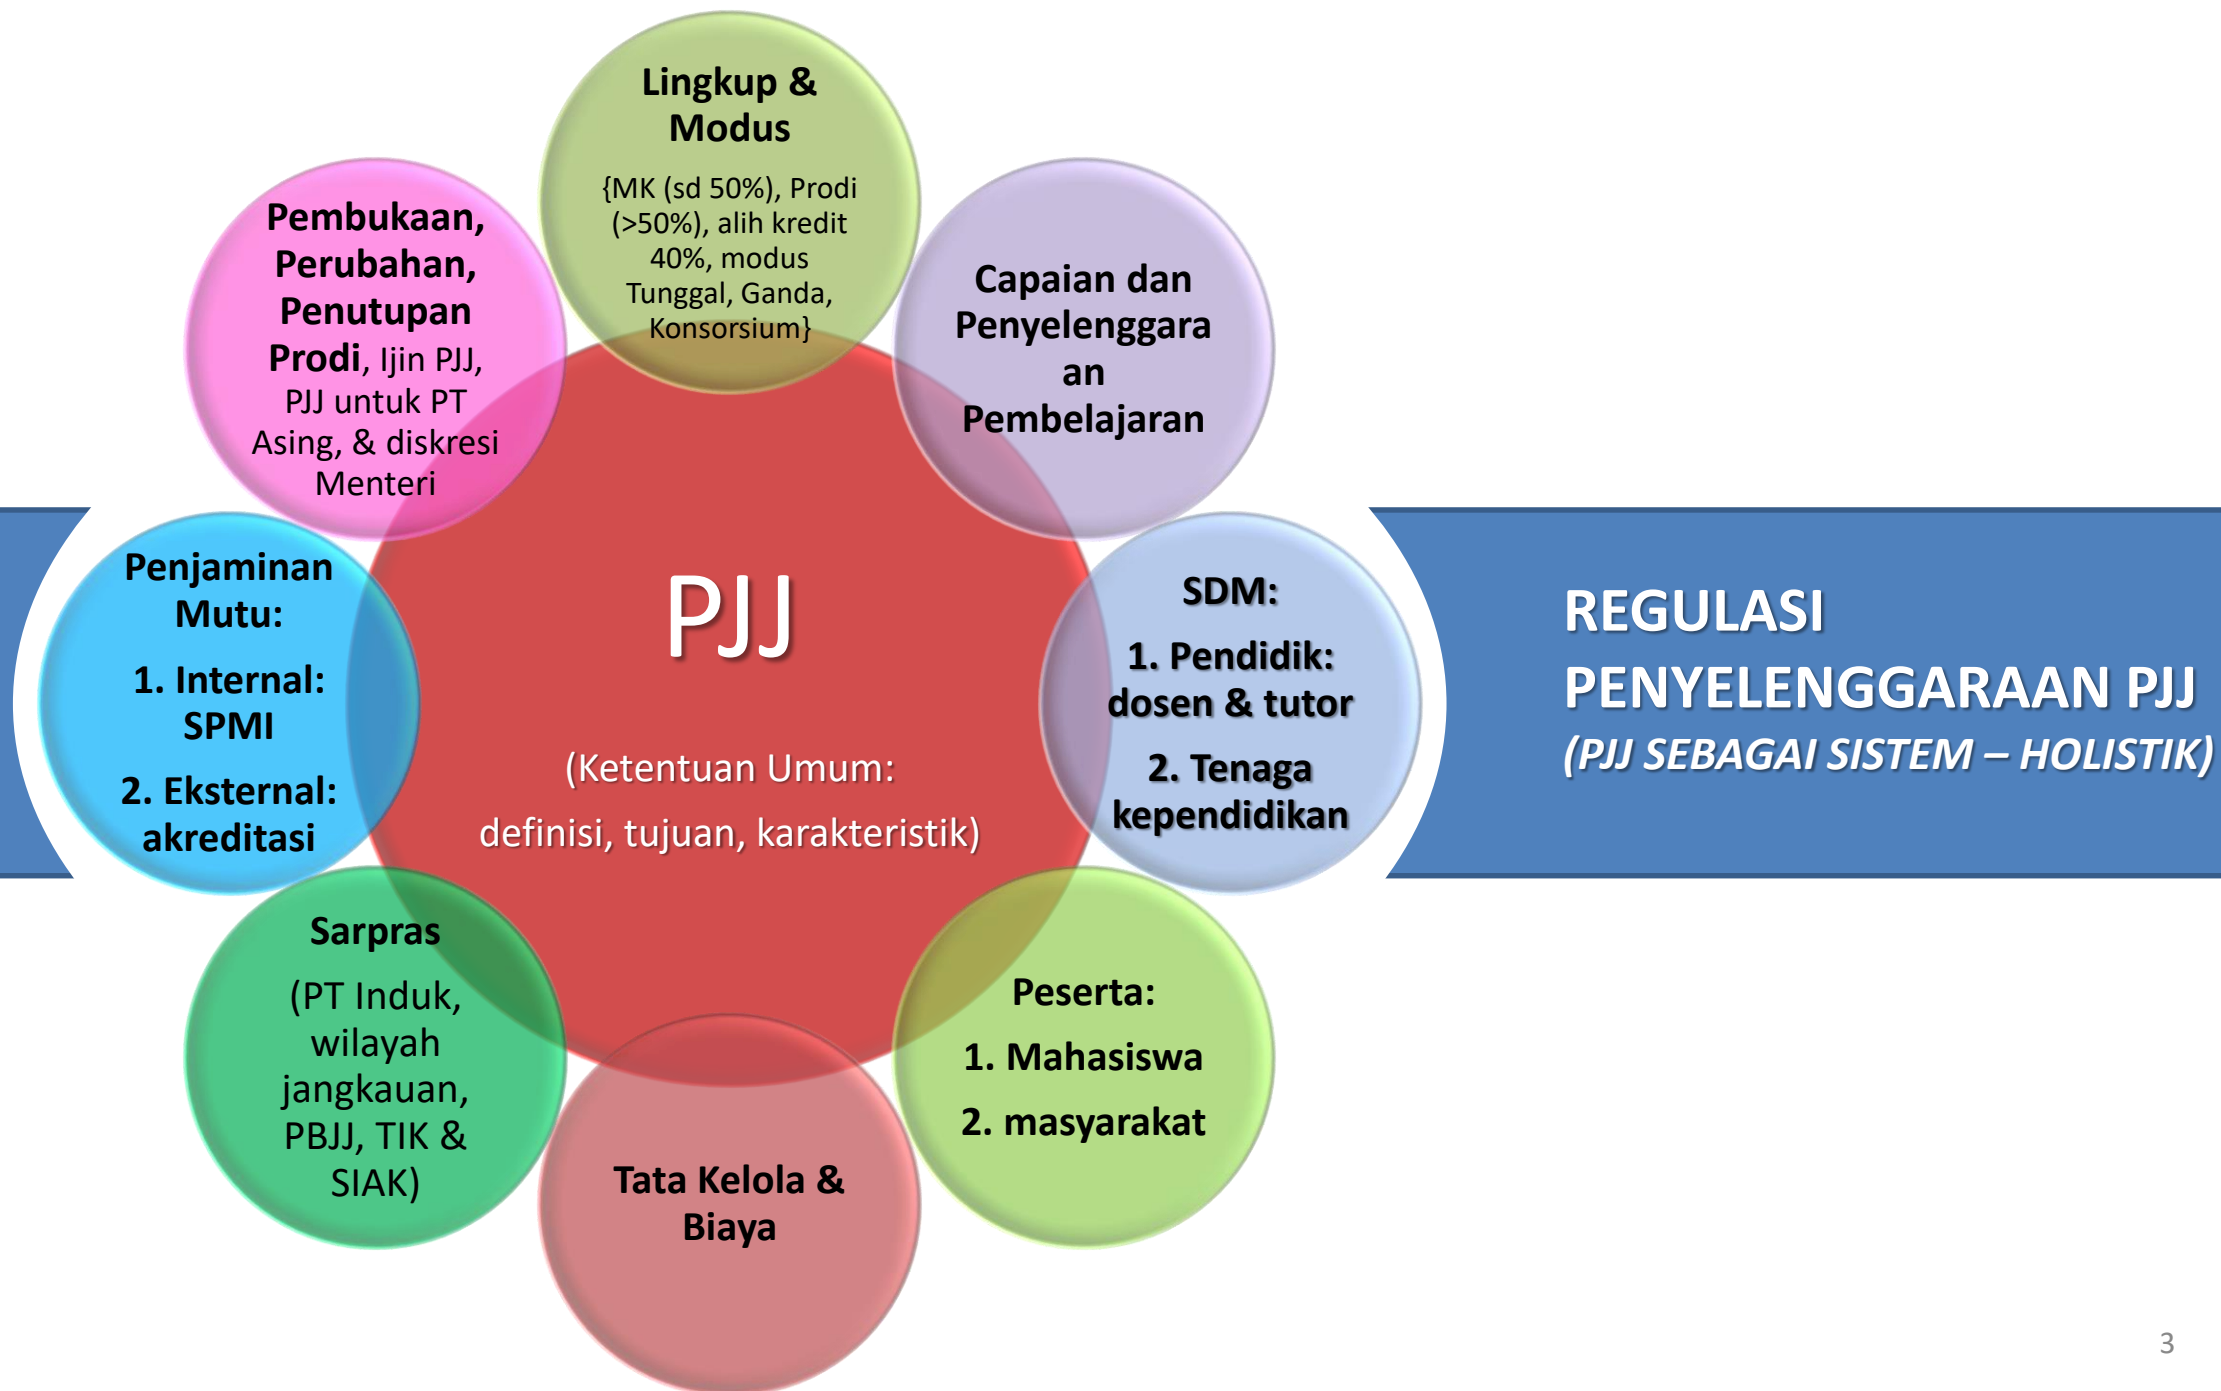 Lingkup &
Modus
{MK (sd 50%), Prodi
(>50%), alih kredit
40%, modus
Tunggal, Ganda,
Konsorsium}
Capaian dan
Penyelenggara
an
Pembelajaran
SDM:
1. Pendidik:
dosen & tutor
2. Tenaga
kependidikan
Peserta:
1. Mahasiswa
2. masyarakat
Tata Kelola &
Biaya
Sarpras
(PT Induk,
wilayah
jangkauan,
PBJJ, TIK &
SIAK)
Penjaminan
Mutu:
1. Internal:
SPMI
2. Eksternal:
akreditasi
Pembukaan,
Perubahan,
Penutupan
Prodi, Ijin PJJ,
PJJ untuk PT
Asing, & diskresi
Menteri
PJJ
(Ketentuan Umum:
definisi, tujuan, karakteristik)
REGULASI
PENYELENGGARAAN PJJ
(PJJ SEBAGAI SISTEM – HOLISTIK)
3